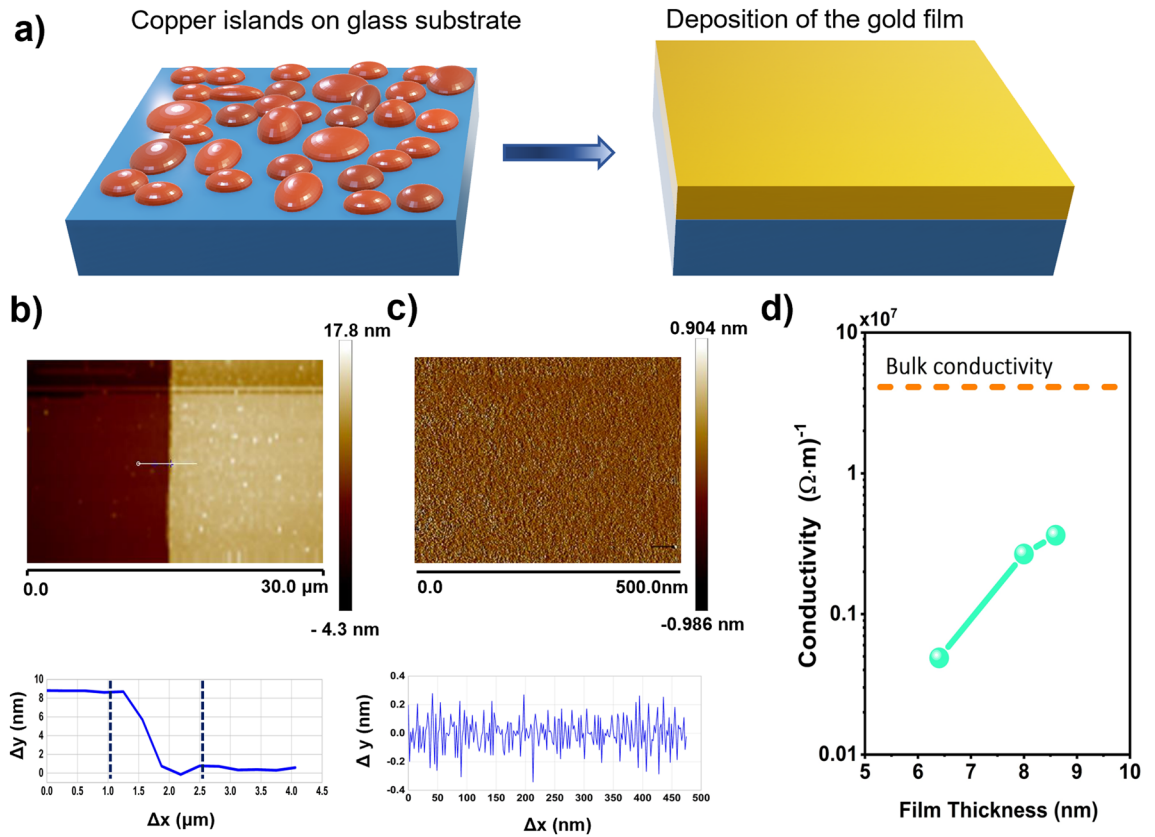 a)
Copper islands on glass substrate
Deposition of the gold film
b)
17.8 nm
0.0
30.0 µm
- 4.3 nm
Δy (nm)
10
8
6
4
2
0
0.0 0.5 1.0 1.5 2.0 2.5 3.0 3.5 4.0 4.5
Δx (µm)
c)
0.904 nm
0.0
500.0nm
-0.986 nm
Δ y (nm)
0.4
0.2
0.0
-0.2
-0.4
0 50 100 150 200 250 300 350 400 450 500
Δx (nm)
d)
x10⁷
10
Bulk conductivity
1
0.1
0.01
Conductivity (Ω·m)⁻¹
5 6 7 8 9 10
Film Thickness (nm)